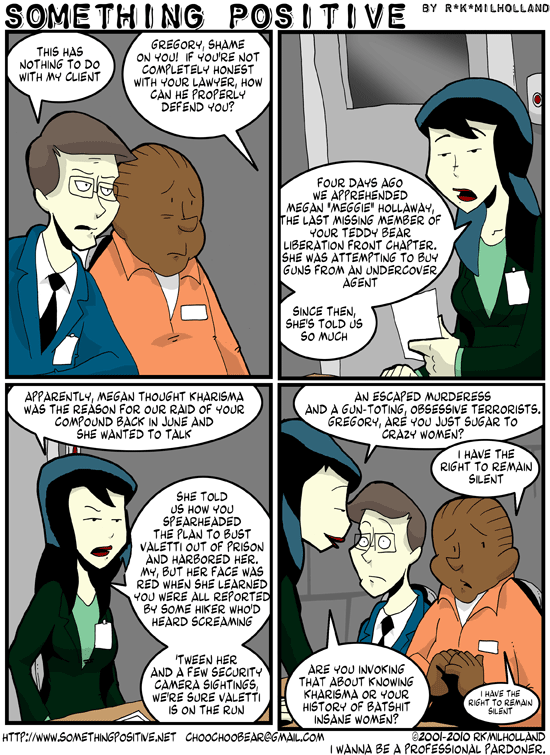 SOMETHING POSITIVE BY R*K*MILHOLLAND
THIS HAS
NOTHING TO DO
WITH MY CLIENT
GREGORY, SHAME
ON YOU! IF YOU'RE NOT
COMPLETELY HONEST
WITH YOUR LAWYER, HOW
CAN HE PROPERLY
DEFEND YOU?
FOUR DAYS AGO
WE APPREHENDED
MEGAN "MEGGIE" HOLLAWAY,
THE LAST MISSING MEMBER OF
YOUR TEDDY BEAR
LIBERATION FRONT CHAPTER.
SHE WAS ATTEMPTING TO BUY
GUNS FROM AN UNDERCOVER
AGENT
SINCE THEN,
SHE'S TOLD US
SO MUCH
APPARENTLY, MEGAN THOUGHT KHARISMA
WAS THE REASON FOR OUR RAID OF YOUR
COMPOUND BACK IN JUNE AND
SHE WANTED TO TALK
SHE TOLD
US HOW YOU
SPEARHEADED
THE PLAN TO BUST
VALETTI OUT OF PRISON
AND HARBORED HER.
MY, BUT HER FACE WAS
RED WHEN SHE LEARNED
YOU WERE ALL REPORTED
BY SOME HIKER WHO'D
HEARD SCREAMING
'TWEEN HER
AND A FEW SECURITY
CAMERA SIGHTINGS,
WE'RE SURE VALETTI
IS ON THE RUN
AN ESCAPED MURDERESS
AND A GUN-TOTING, OBSESSIVE TERRORISTS.
GREGORY, ARE YOU JUST SUGAR TO
CRAZY WOMEN?
I HAVE THE
RIGHT TO REMAIN
SILENT
ARE YOU INVOKING
THAT ABOUT KNOWING
KHARISMA OR YOUR
HISTORY OF BATSHIT
INSANE WOMEN?
I HAVE THE
RIGHT TO REMAIN
SILENT
HTTP://WWW.SOMETHINGPOSITIVE.NET CHOOCHOOBEAR@GMAIL.COM ©2001-2010 RK MILHOLLAND
I WANNA BE A PROFESSIONAL PARDONER.